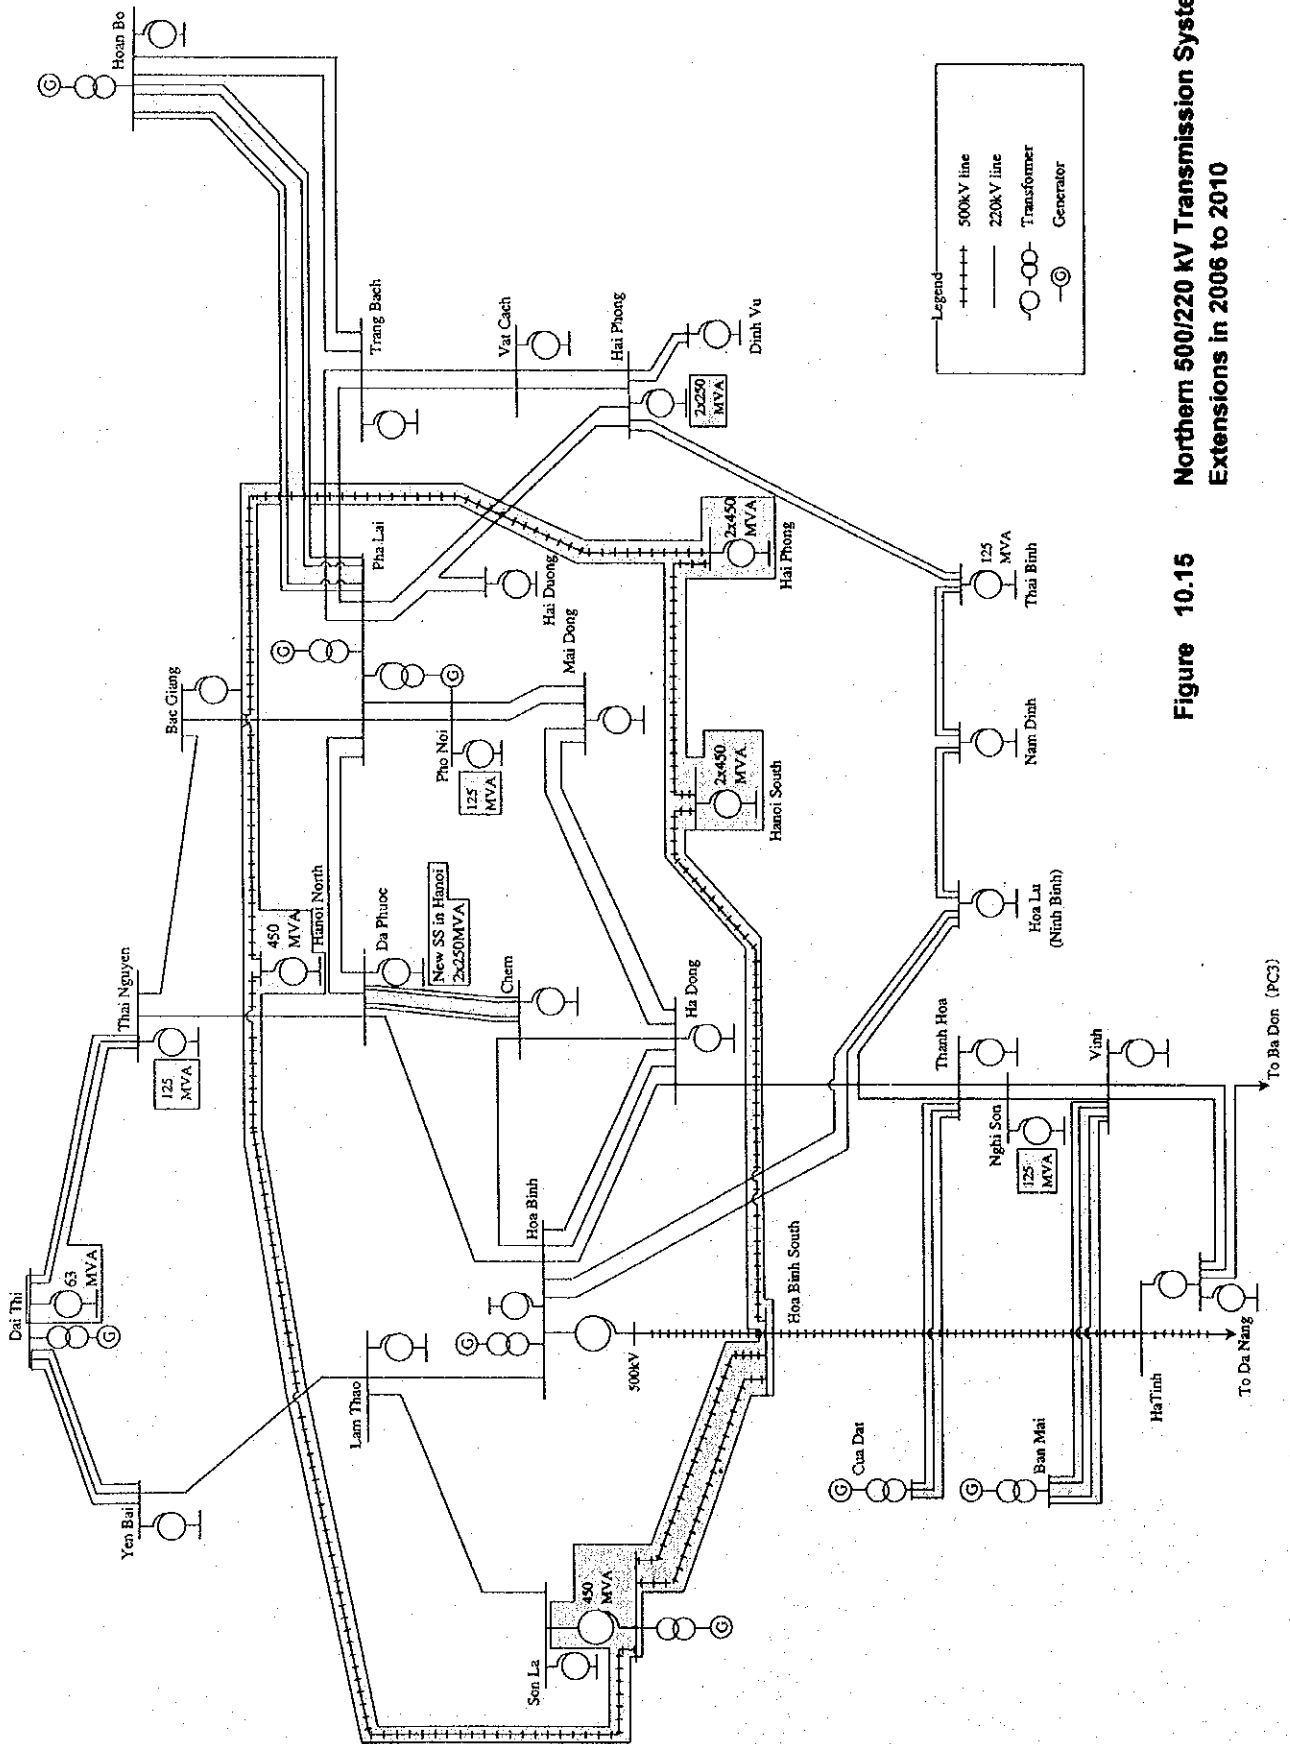 Hoan Bo
G
Trang Bach
Vat Cach
Hai Phong
Dinh Vu
2x250
MVA
Pha Lai
Hai Duong
2x450
MVA
Hai Phong
125
MVA
Thai Binh
G
G
Bac Giang
Mai Dong
Pho Noi
125
MVA
2x450
MVA
Hanoi South
Nam Dinh
450
MVA
Hanoi North
Da Phuoc
New SS in Hanoi
2x250MVA
Chem
Hoa Lu
(Ninh Binh)
Thai Nguyen
125
MVA
Ha Dong
Thanh Hoa
Vinh
Nghi Son
125
MVA
To Ba Don (PC3)
Dai Thi
63
MVA
G
Hoa Binh
G
500kV
Hoa Binh South
Lam Thao
HaTinh
To Da Nang
Yen Bai
Cua Dat
G
Ban Mai
G
450
MVA
G
Son La
Legend
500kV line
220kV line
Transformer
G
Generator
Figure 10.15 Northern 500/220 kV Transmission Syste
Extensions in 2006 to 2010